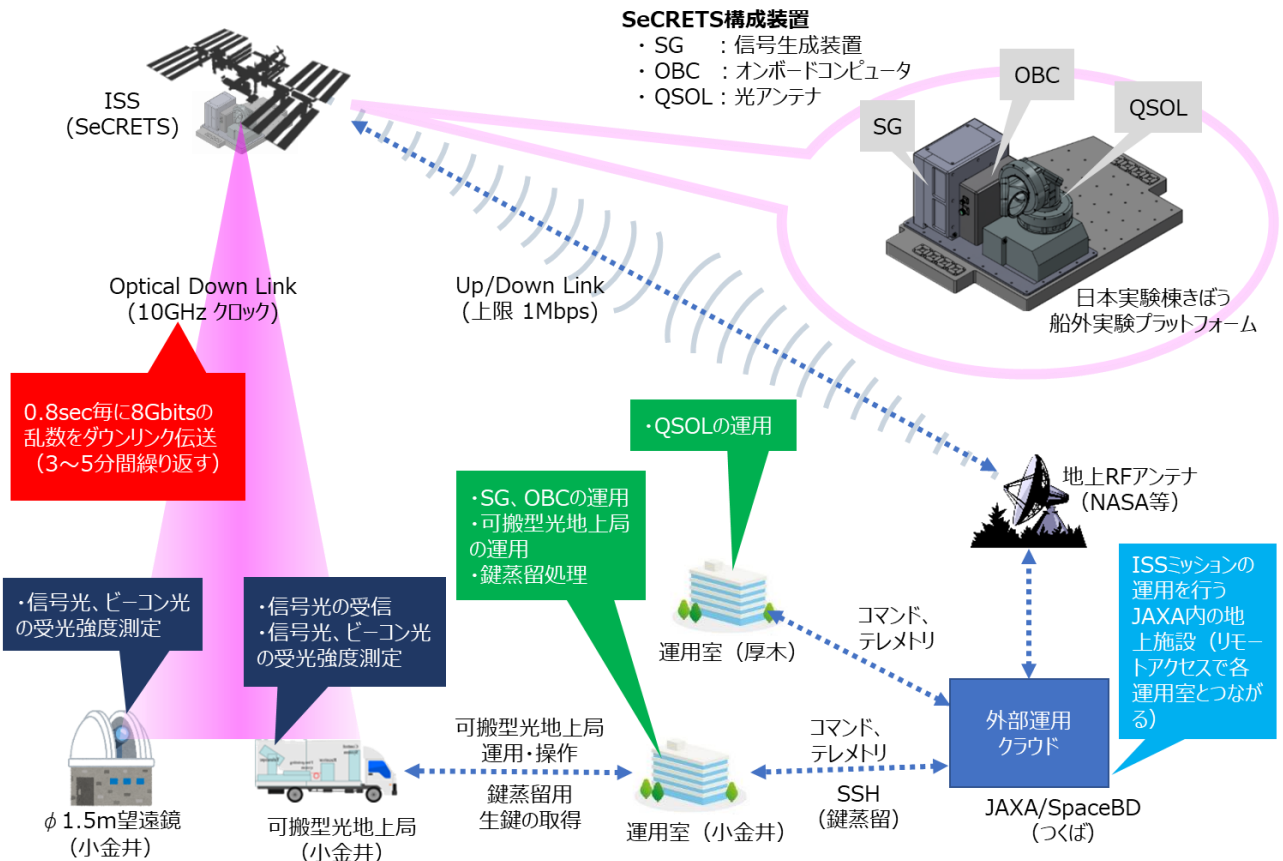 SeCRETS構成装置
・SG ：信号生成装置
・OBC ：オンボードコンピュータ
・QSOL：光アンテナ
ISS
(SeCRETS)
SG
OBC
QSOL
日本実験棟きぼう
船外実験プラットフォーム
Optical Down Link
(10GHz クロック)
Up/Down Link
(上限 1Mbps)
0.8sec毎に8Gbitsの
乱数をダウンリンク伝送
（3～5分間繰り返す）
・QSOLの運用
・SG、OBCの運用
・可搬型光地上局
の運用
・鍵蒸留処理
地上RFアンテナ
（NASA等）
ISSミッションの
運用を行う
JAXA内の地
上施設（リモー
トアクセスで各
運用室とつなが
る）
・信号光、ビーコン光
の受光強度測定
・信号光の受信
・信号光、ビーコン光
の受光強度測定
運用室（厚木）
コマンド、
テレメトリ
外部運用
クラウド
JAXA/SpaceBD
（つくば）
可搬型光地上局
運用・操作
鍵蒸留用
生鍵の取得
コマンド、
テレメトリ
SSH
(鍵蒸留)
運用室（小金井）
φ1.5m望遠鏡
（小金井）
可搬型光地上局
（小金井）